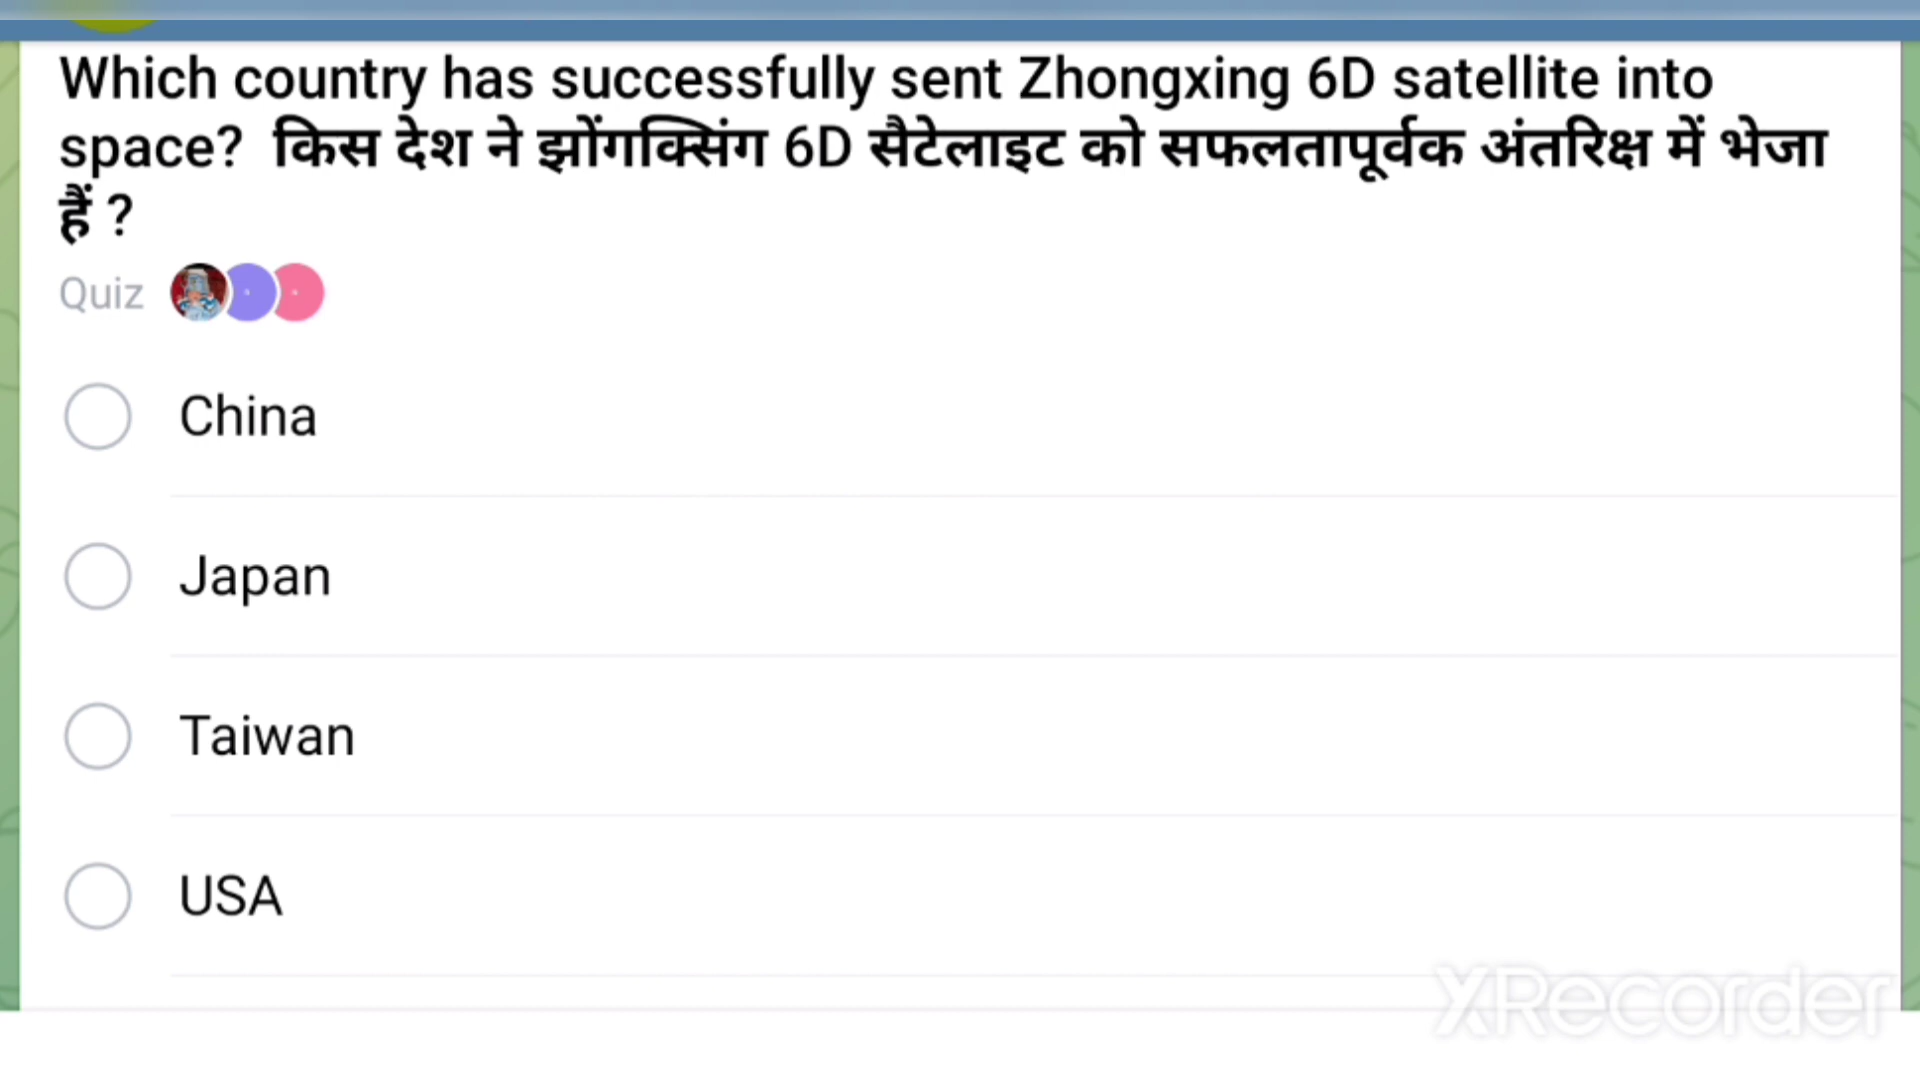 Which country has successfully sent Zhongxing 6D satellite into
space? किस देश ने झोंगक्सिंग 6D सैटेलाइट को सफलतापूर्वक अंतरिक्ष में भेजा
हैं ?
Quiz
China
Japan
Taiwan
USA
XRecorder